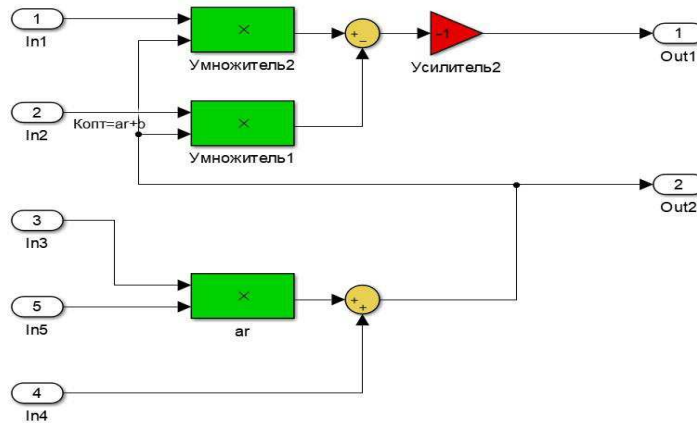 1
In1
×
Умножитель2
+
−
-1
Усилитель2
1
Out1
2
In2
Kопт=ar+b
×
Умножитель1
2
Out2
3
In3
5
In5
×
ar
+
+
4
In4